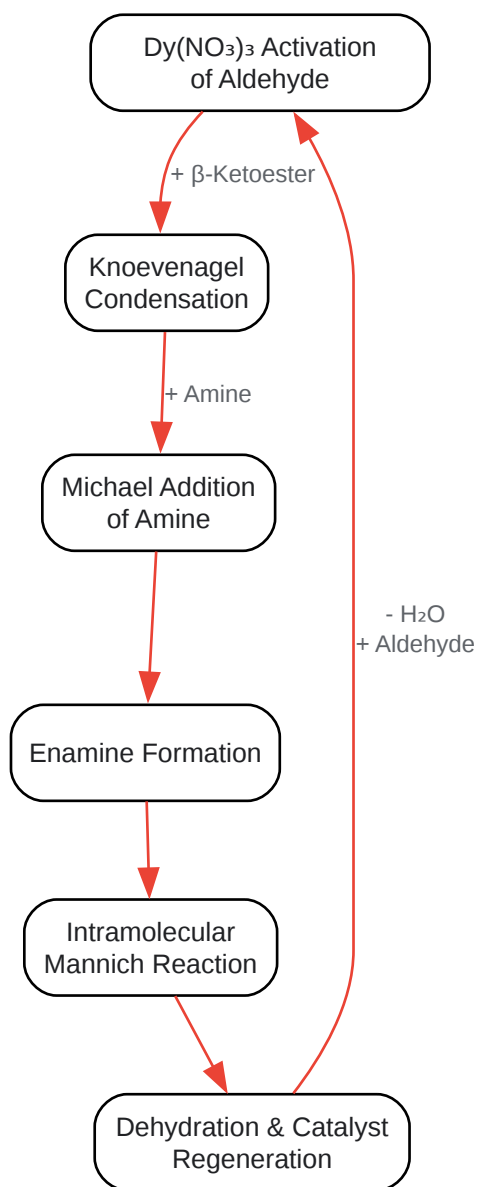 Dy(NO₃)₃ Activation
of Aldehyde
+ β-Ketoester
Knoevenagel
Condensation
+ Amine
Michael Addition
of Amine
- H₂O
+ Aldehyde
Enamine Formation
Intramolecular
Mannich Reaction
Dehydration & Catalyst
Regeneration